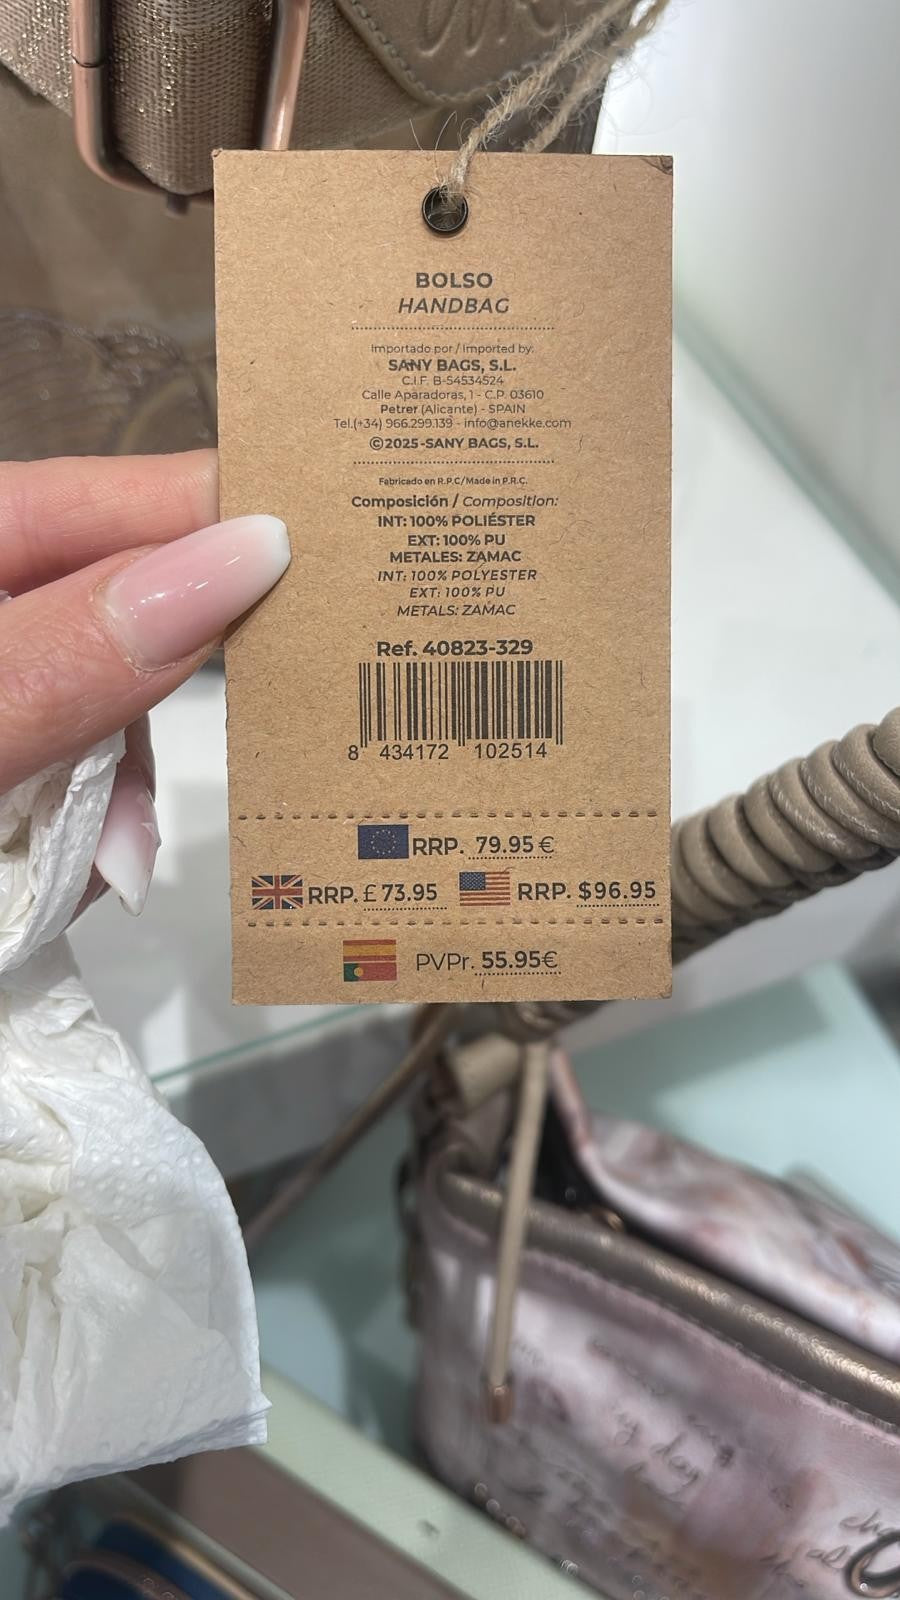 BOLSO
HANDBAG
Importado por / Imported by:
SANY BAGS, S.L.
C.I.F. B-54534524
Calle Aparadoras, 1 - C.P. 03610
Petrer (Alicante) - SPAIN
Tel.(+34) 966.299.139 - info@anekke.com
©2025-SANY BAGS, S.L.
Fabricado en R.P.C/Made in P.R.C.
Composición / Composition:
INT: 100% POLIÉSTER
EXT: 100% PU
METALES: ZAMAC
INT: 100% POLYESTER
EXT: 100% PU
METALS: ZAMAC
Ref. 40823-329
8 434172 102514
RRP. 79.95 €
RRP. £ 73.95 RRP. $96.95
PVPr. 55.95€
my day